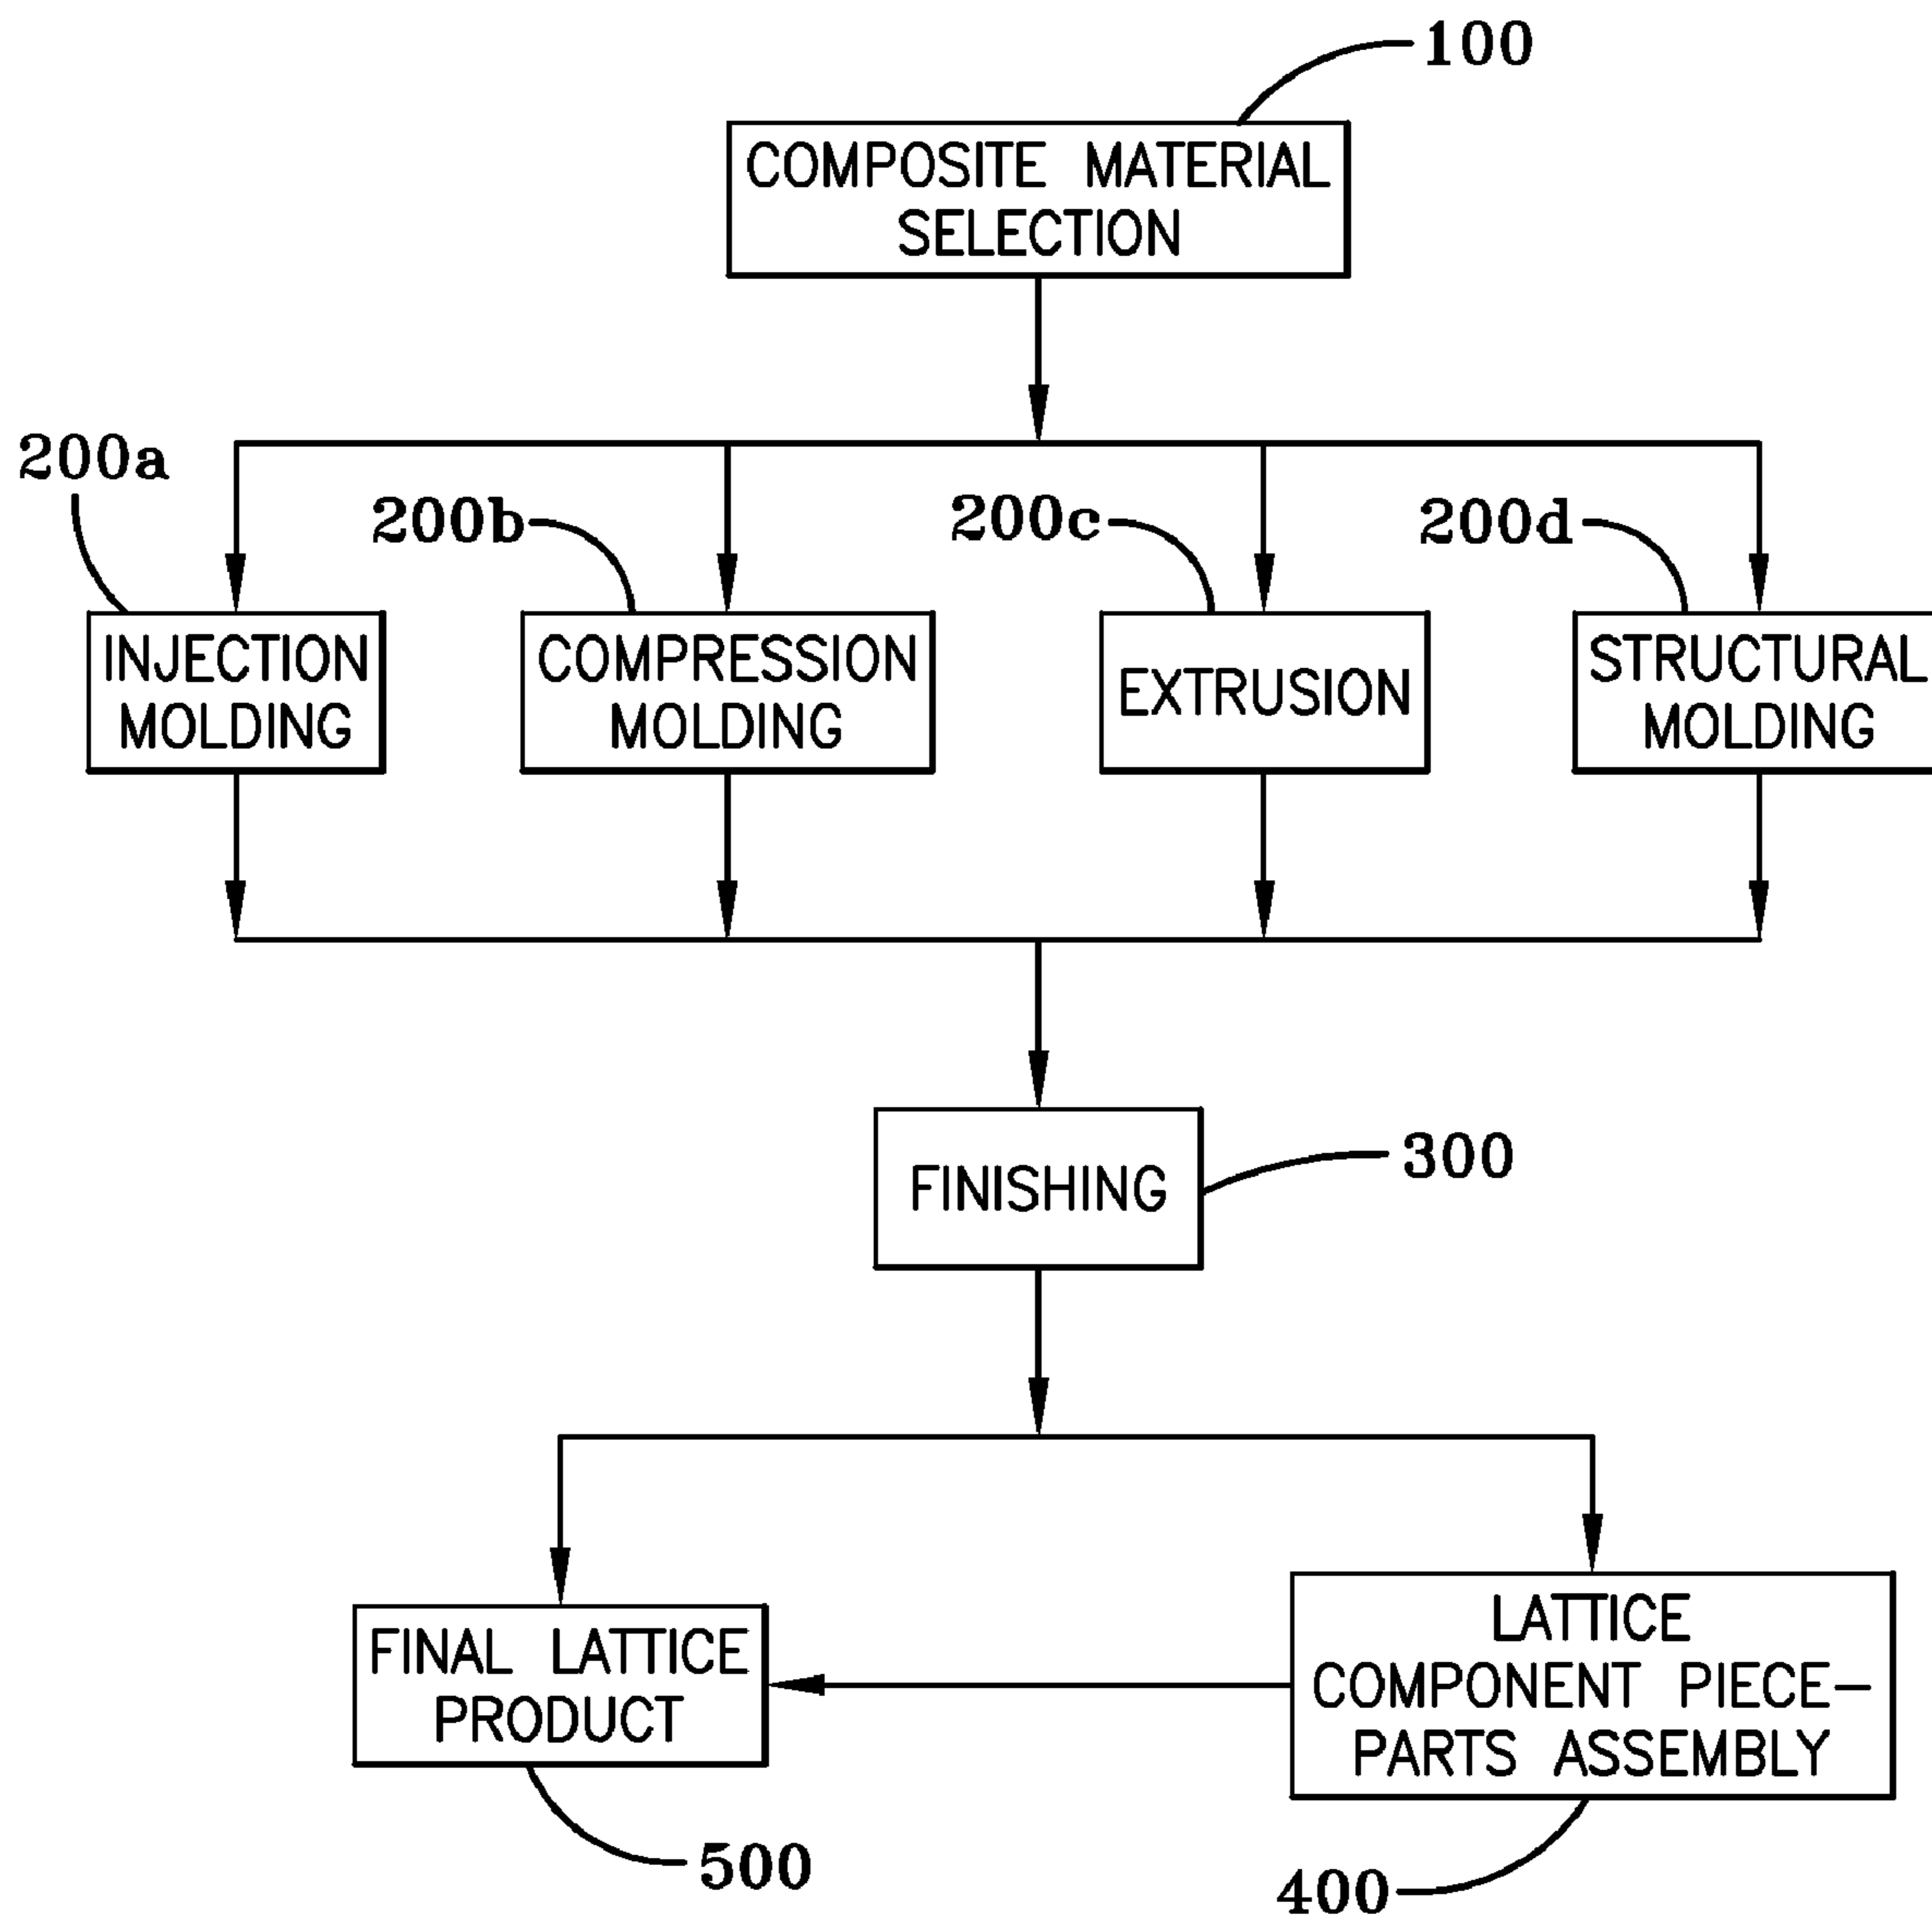 100
COMPOSITE MATERIAL
SELECTION
200a
200b
200c
200d
INJECTION
MOLDING
COMPRESSION
MOLDING
EXTRUSION
STRUCTURAL
MOLDING
FINISHING
300
FINAL LATTICE
PRODUCT
LATTICE
COMPONENT PIECE-
PARTS ASSEMBLY
500
400